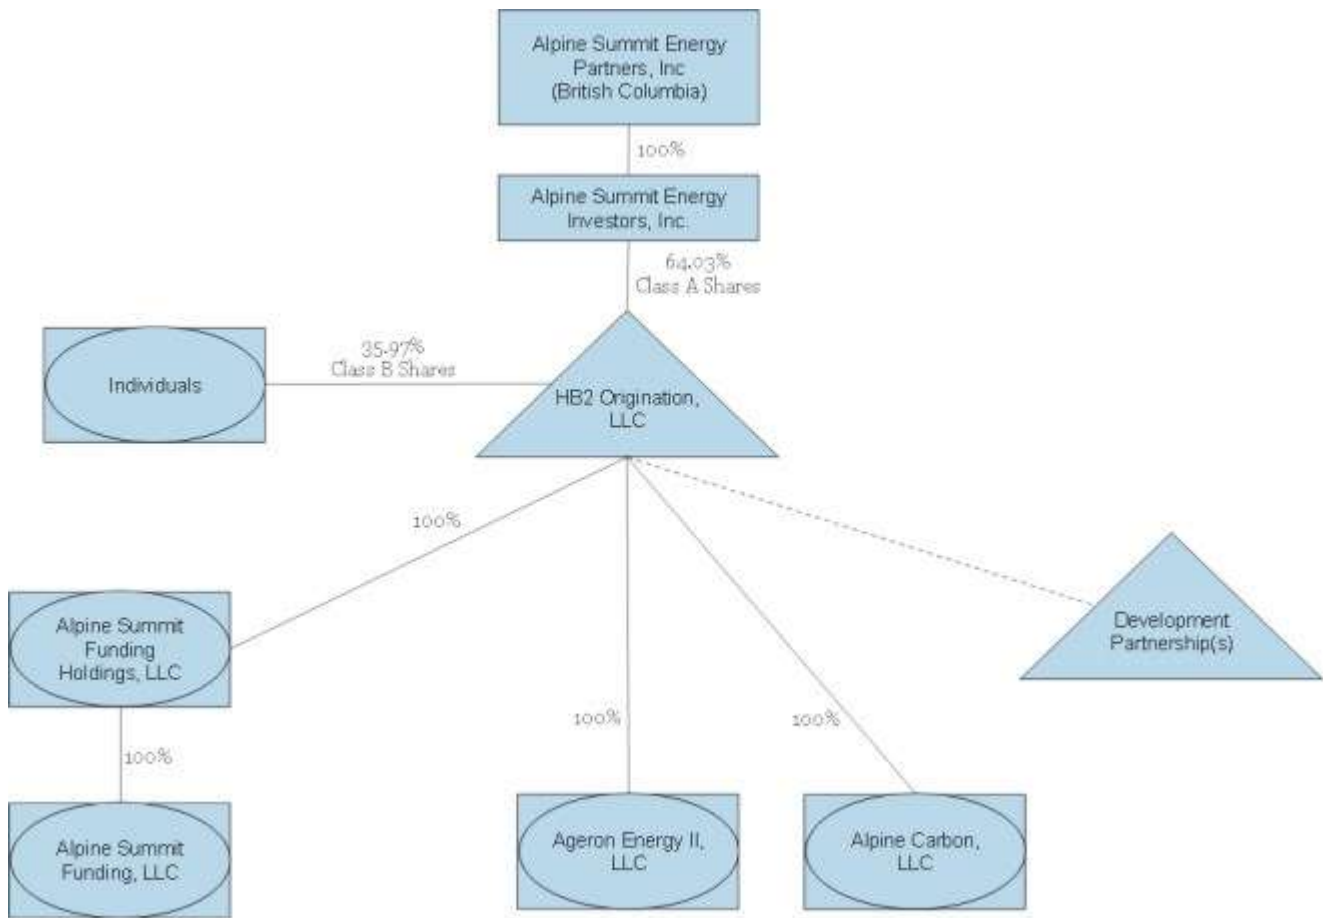 Alpine Summit Energy
Partners, Inc
(British Columbia)
100%
Alpine Summit Energy
Investors, Inc.
64.03%
Class A Shares
35.97%
Class B Shares
Individuals
HB2 Origination,
LLC
100%
Development
Partnership(s)
Alpine Summit
Funding
Holdings, LLC
100%
100%
100%
Alpine Summit
Funding, LLC
Ageron Energy II,
LLC
Alpine Carbon,
LLC